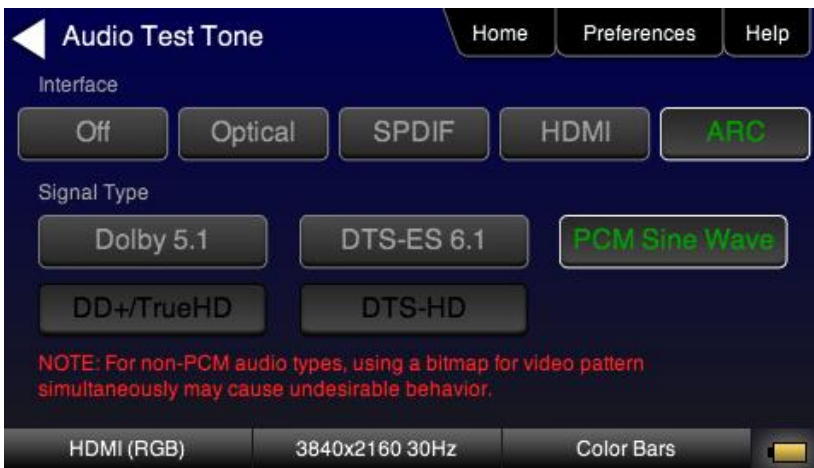 Audio Test Tone Home Preferences Help
Interface
Off Optical SPDIF HDMI ARC
Signal Type
Dolby 5.1 DTS-ES 6.1 PCM Sine Wave
DD+/TrueHD DTS-HD
NOTE: For non-PCM audio types, using a bitmap for video pattern
simultaneously may cause undesirable behavior.
HDMI (RGB) 3840x2160 30Hz Color Bars